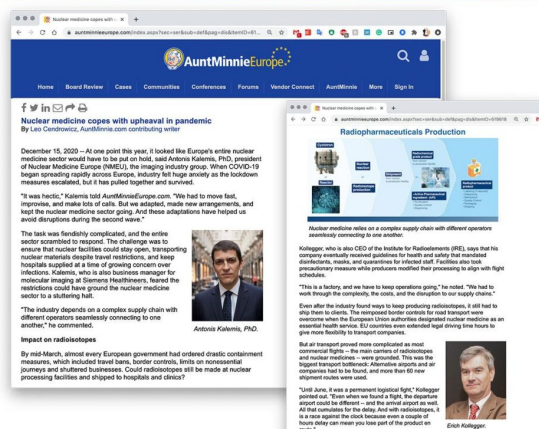 Nuclear medicine copes with
auntminnieeurope.com/index.aspx?sec=ser&sub=def&pag=dis&itemID=61...
AuntMinnieEurope
Home Board Review Cases Communities Conferences Forums Vendor Connect AuntMinnie More Sign In
Nuclear medicine copes with upheaval in pandemic
By Leo Cendrowicz, AuntMinnie.com contributing writer
December 15, 2020 -- At one point this year, it looked like Europe's entire nuclear
medicine sector would have to be put on hold, said Antonis Kalemis, PhD, president
of Nuclear Medicine Europe (NMEU), the imaging industry group. When COVID-19
began spreading rapidly across Europe, industry felt huge anxiety as the lockdown
measures escalated, but it has pulled together and survived.
"It was hectic," Kalemis told AuntMinnieEurope.com. "We had to move fast,
improvise, and make lots of calls. But we adapted, made new arrangements, and
kept the nuclear medicine sector going. And these adaptations have helped us
avoid disruptions during the second wave."
The task was fiendishly complicated, and the entire
sector scrambled to respond. The challenge was to
ensure that nuclear facilities could stay open, transporting
nuclear materials despite travel restrictions, and keep
hospitals supplied at a time of growing concern over
infections. Kalemis, who is also business manager for
molecular imaging at Siemens Healthineers, feared the
restrictions could have ground the nuclear medicine
sector to a stuttering halt.
"The industry depends on a complex supply chain with
different operators seamlessly connecting to one
another," he commented.
Antonis Kalemis, PhD.
Impact on radioisotopes
By mid-March, almost every European government had ordered drastic containment
measures, which included travel bans, border controls, limits on nonessential
journeys and shuttered businesses. Could radioisotopes still be made at nuclear
processing facilities and shipped to hospitals and clinics?
Nuclear medicine copes with
auntminnieeurope.com/index.aspx?sec=ser&sub=def&pag=dis&itemID=619618
Radiopharmaceuticals Production
Nuclear medicine relies on a complex supply chain with different operators
seamlessly connecting to one another.
Kollegger, who is also CEO of the Institute for Radioelements (IRE), says that his
company eventually received guidelines for health and safety that mandated
disinfectants, masks, and quarantines for infected staff. Facilities also took
precautionary measure while producers modified their processing to align with flight
schedules.
"This is a factory, and we have to keep operations going," he noted. "We had to
work through the complexity, the costs, and the disruption to our supply chains."
Even after the industry found ways to keep producing radioisotopes, it still had to
ship them to clients. The reimposed border controls for road transport were
overcome when the European Union authorities designated nuclear medicine as an
essential health service. EU countries even extended legal driving time hours to
give more flexibility to transport companies.
But air transport proved more complicated as most
commercial flights -- the main carriers of radioisotopes
and nuclear medicines -- were grounded. This was the
biggest transport bottleneck: Alternative airports and air
companies had to be found, and more than 60 new
shipment routes were used.
"Until June, it was a permanent logistical fight," Kollegger
pointed out. "Even when we found a flight, the departure
airport could be different -- and the arrival airport as well.
All that cumulates for the delay. And with radioisotopes, it
is a race against the clock because even a couple of
hours delay can mean you lose part of the product en
route."
Erich Kollegger.